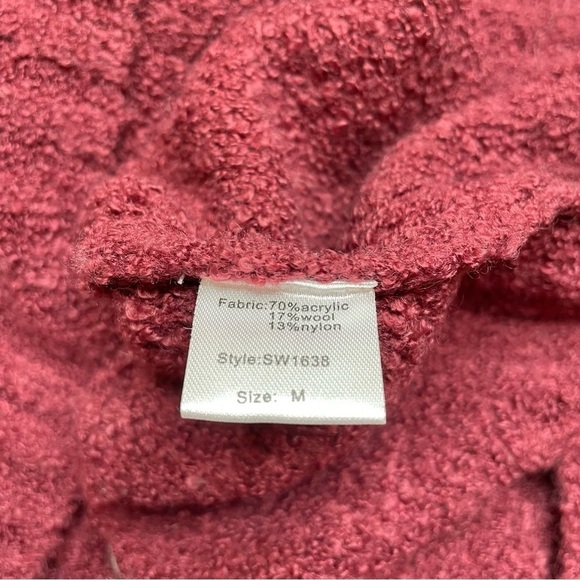 Fabric:70%acrylic
17%wool
13%nylon
Style:SW1638
Size: M